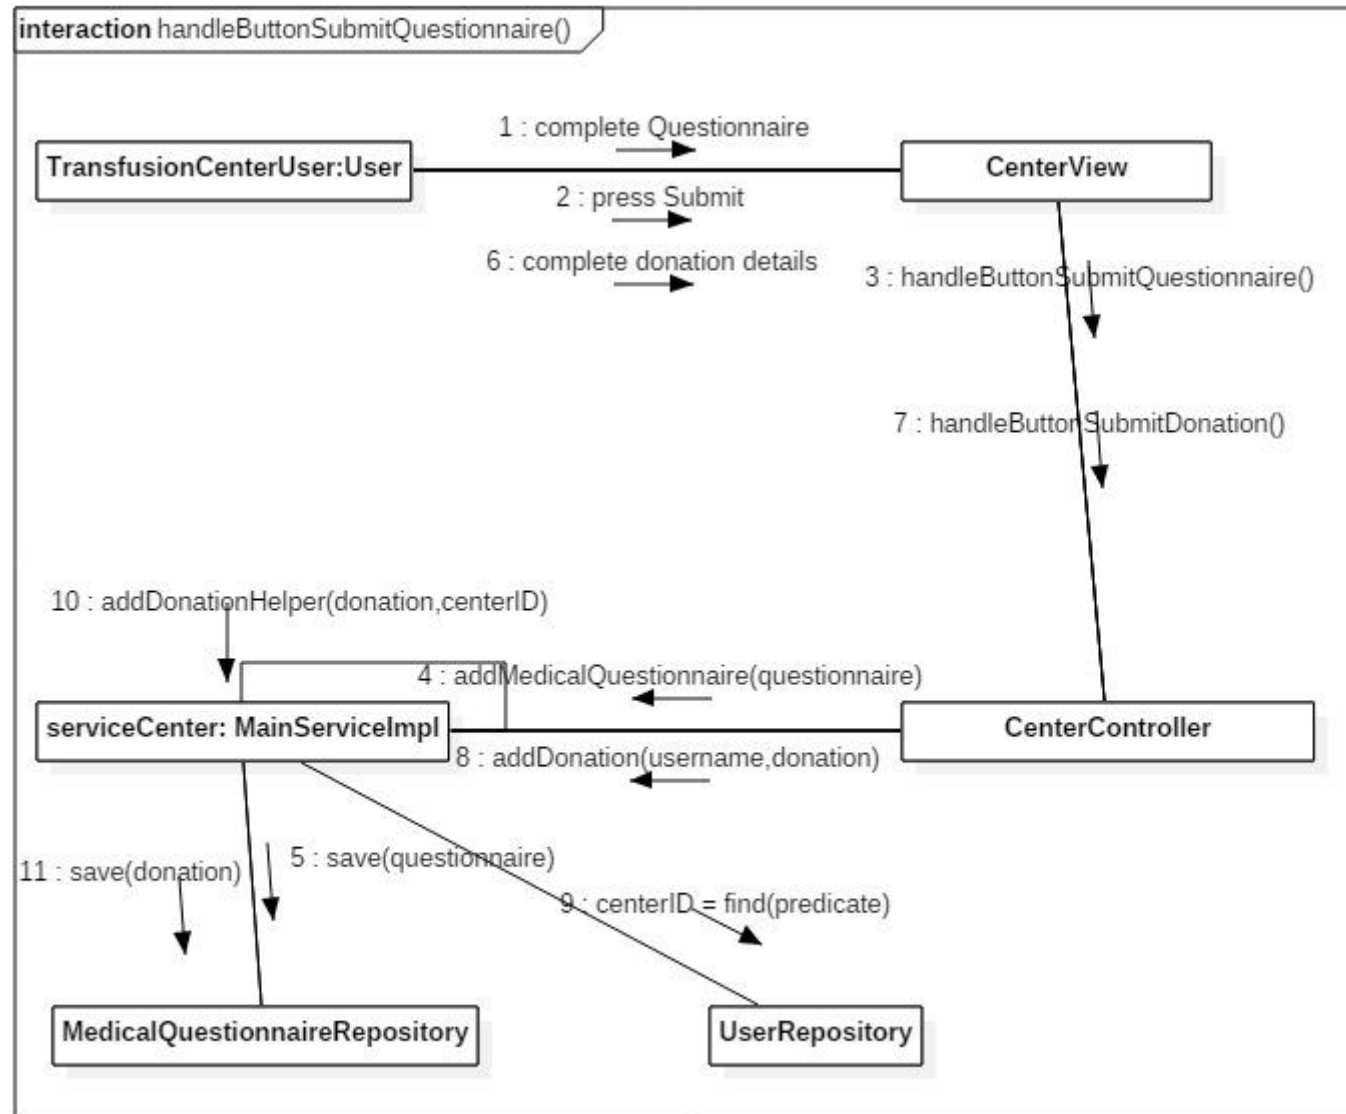 interaction handleButtonSubmitQuestionnaire()
1 : complete Questionnaire
TransfusionCenterUser:User
CenterView
2 : press Submit
6 : complete donation details
3 : handleButtonSubmitQuestionnaire()
7 : handleButtonSubmitDonation()
10 : addDonationHelper(donation,centerID)
4 : addMedicalQuestionnaire(questionnaire)
serviceCenter: MainServiceImpl
CenterController
8 : addDonation(username,donation)
5 : save(questionnaire)
11 : save(donation)
9 : centerID = find(predicate)
MedicalQuestionnaireRepository
UserRepository